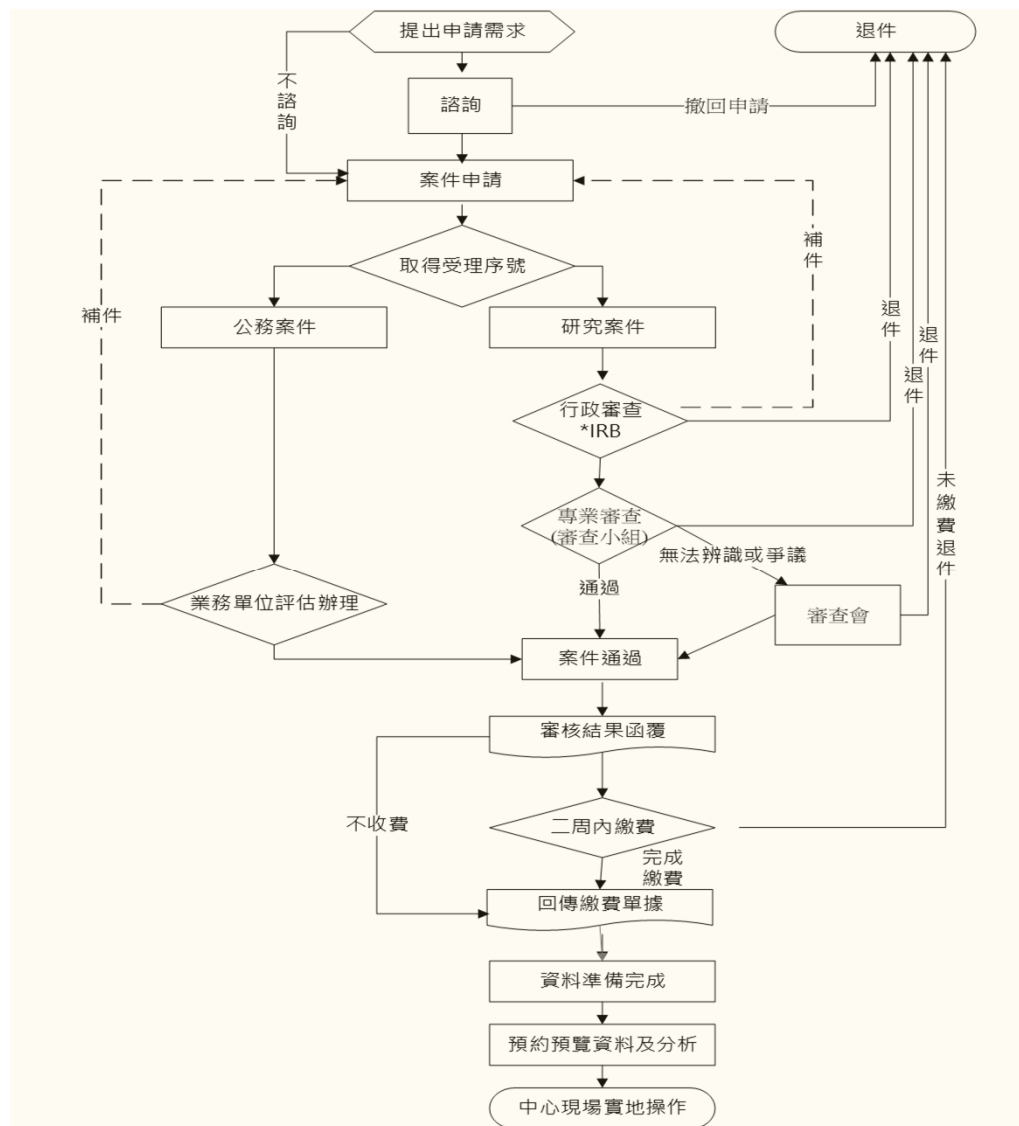 提出申請需求
退件
不諮詢
諮詢
撤回申請
案件申請
補件
取得受理序號
補件
公務案件
研究案件
退件
退件
退件
行政審查
*IRB
未繳費退件
專業審查
(審查小組)
無法辨識或爭議
通過
業務單位評估辦理
審查會
案件通過
審核結果函覆
不收費
二周內繳費
完成
繳費
回傳繳費單據
資料準備完成
預約預覽資料及分析
中心現場實地操作